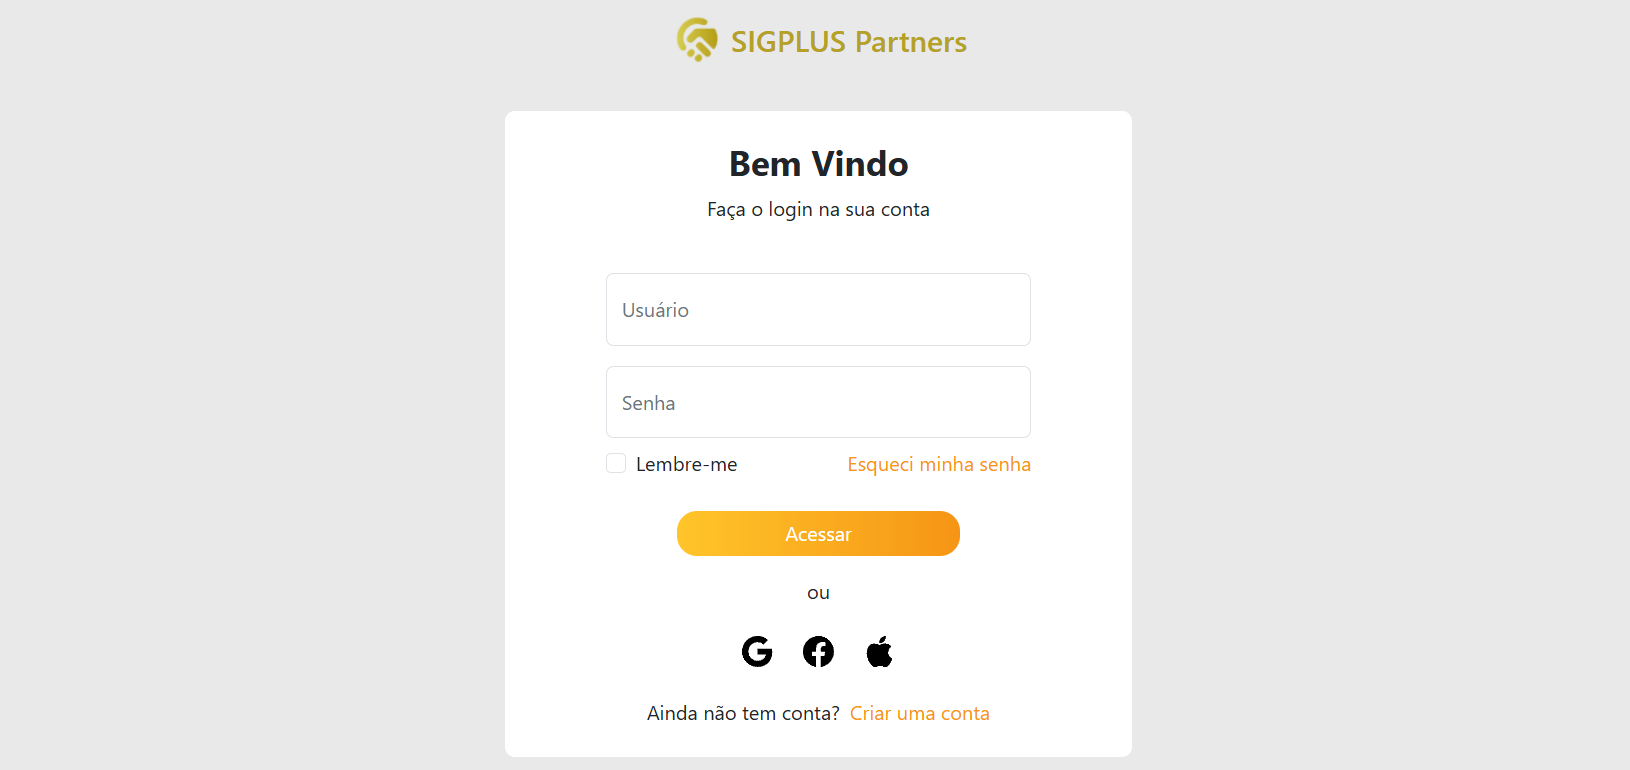 SIGPLUS Partners
Bem Vindo
Faça o login na sua conta
Usuário
Senha
Lembre-me Esqueci minha senha
Acessar
ou
Ainda não tem conta? Criar uma conta